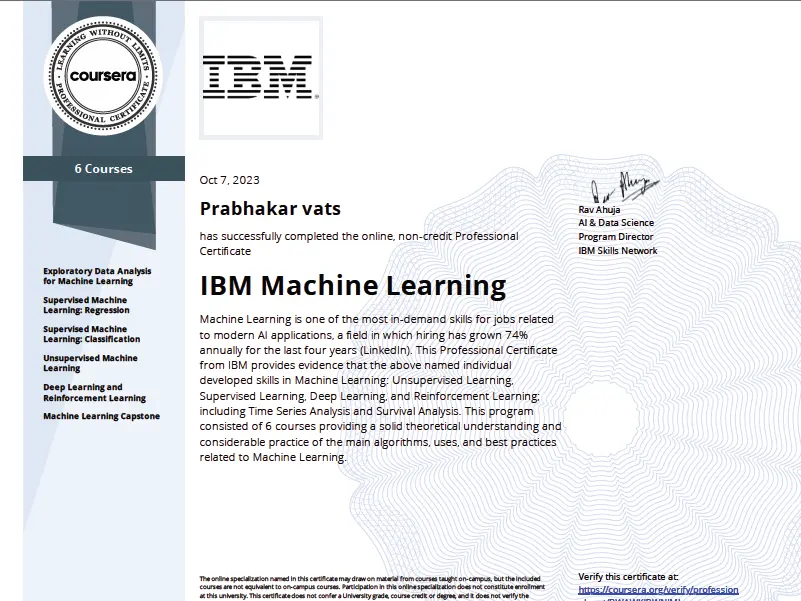 LEARNING WITHOUT LIMITS
coursera
PROFESSIONAL CERTIFICATE
6 Courses
Exploratory Data Analysis
for Machine Learning
Supervised Machine
Learning: Regression
Supervised Machine
Learning: Classification
Unsupervised Machine
Learning
Deep Learning and
Reinforcement Learning
Machine Learning Capstone
IBM
Oct 7, 2023
Prabhakar vats
has successfully completed the online, non-credit Professional
Certificate
IBM Machine Learning
Machine Learning is one of the most in-demand skills for jobs related
to modern AI applications, a field in which hiring has grown 74%
annually for the last four years (LinkedIn). This Professional Certificate
from IBM provides evidence that the above named individual
developed skills in Machine Learning: Unsupervised Learning,
Supervised Learning, Deep Learning, and Reinforcement Learning;
including Time Series Analysis and Survival Analysis. This program
consisted of 6 courses providing a solid theoretical understanding and
considerable practice of the main algorithms, uses, and best practices
related to Machine Learning.
Rav Ahuja
AI & Data Science
Program Director
IBM Skills Network
The online specialization named in this certificate may draw on material from courses taught on-campus, but the included
courses are not equivalent to on-campus courses. Participation in this online specialization does not constitute enrollment
at this university. This certificate does not confer a University grade, course credit or degree, and it does not verify the
Verify this certificate at:
https://coursera.org/verify/profession